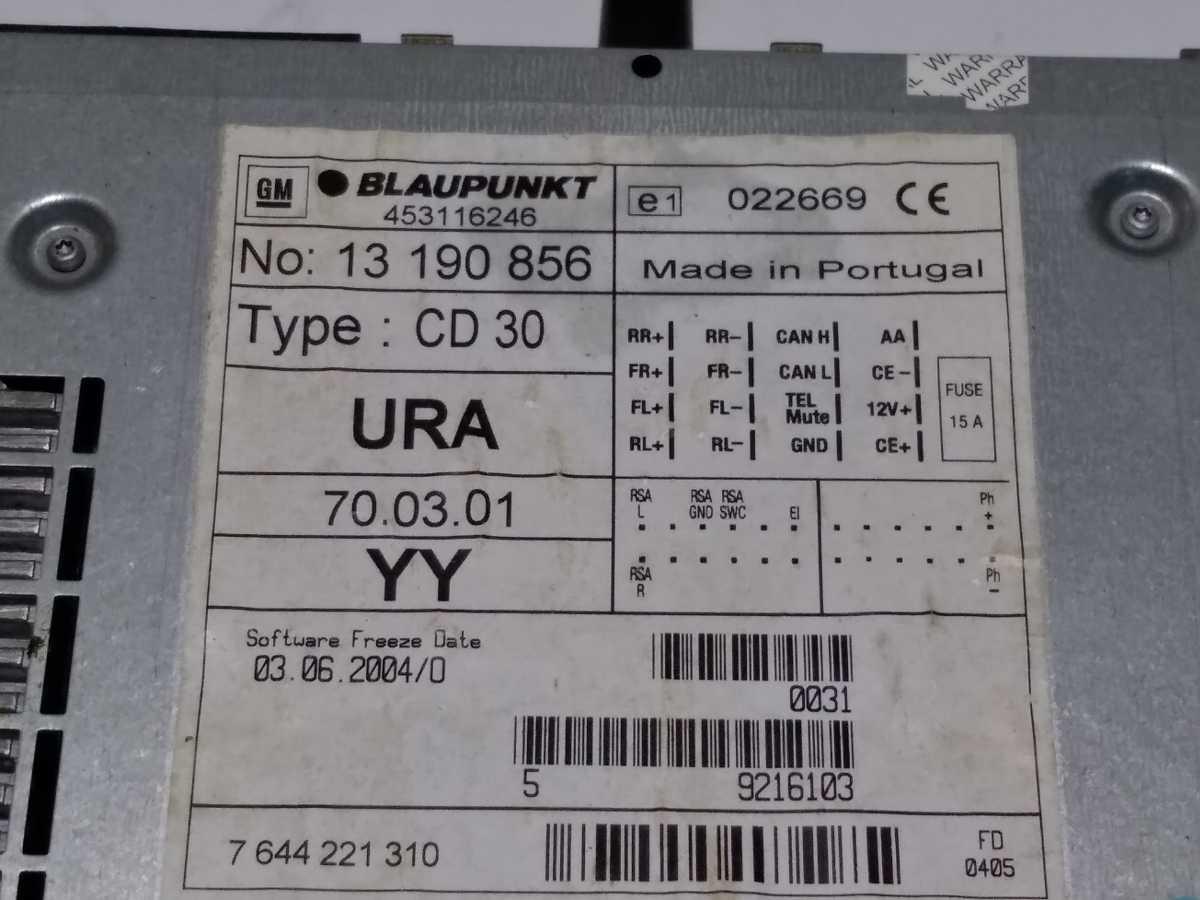 WARRA
WARR
GM
BLAUPUNKT
453116246
e1 022669 CE
No: 13 190 856
Made in Portugal
Type : CD 30
RR+ RR- CAN H AA
FR+ FR- CAN L CE-
FL+ FL- TEL Mute 12V+
RL+ RL- GND CE+
FUSE
15 A
URA
70.03.01
YY
RSA L RSA GND RSA SWC EI Ph +
RSA R Ph -
Software Freeze Date
03.06.2004/0
0031
5 9216103
7 644 221 310
FD
0405